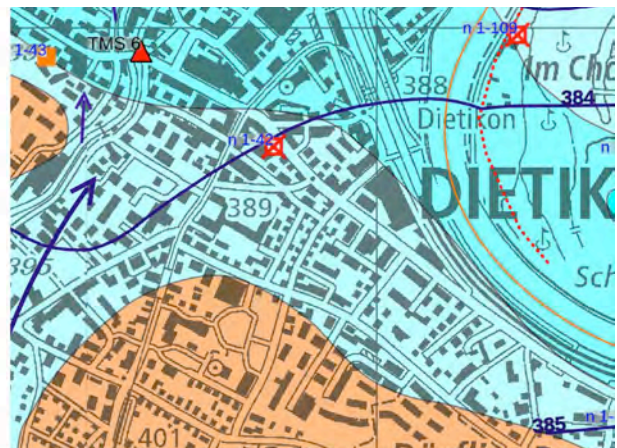 n 1-109
1-43
TMS 6
Im Cho
388
384
Dietikon
n 1-42
n
DIETIK
389
395
Sch
n 1-
385
401